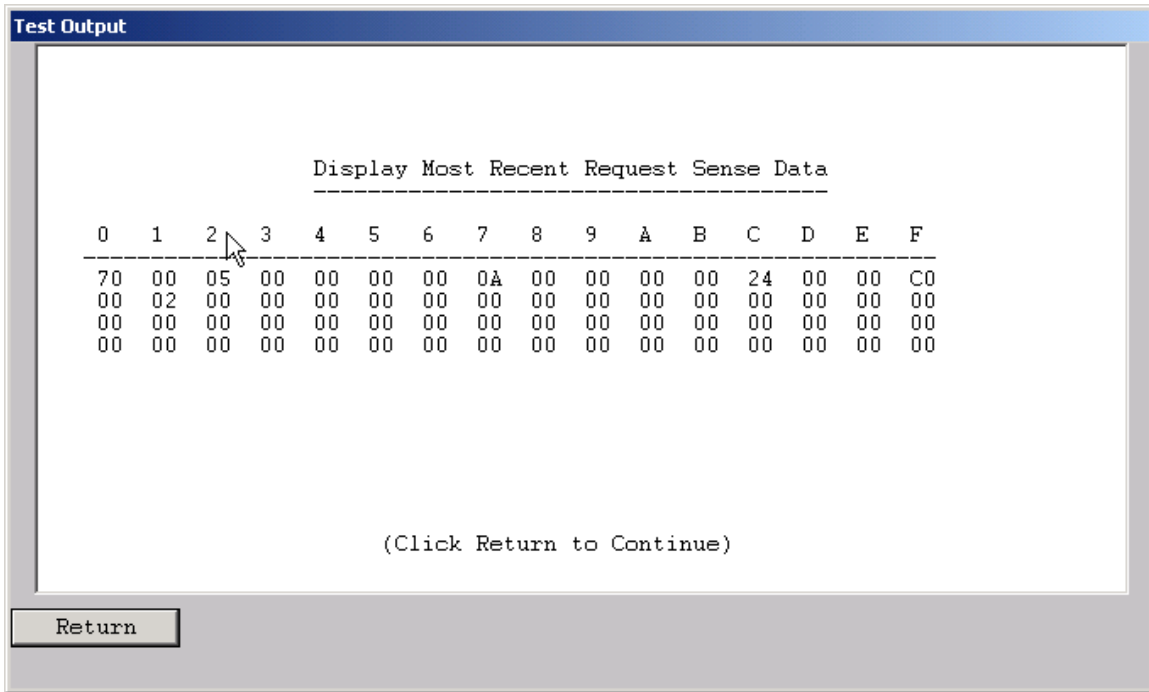 Test Output
Display Most Recent Request Sense Data
0 1 2 3 4 5 6 7 8 9 A B C D E F
70 00 05 00 00 00 00 0A 00 00 00 00 24 00 00 C0
00 02 00 00 00 00 00 00 00 00 00 00 00 00 00 00
00 00 00 00 00 00 00 00 00 00 00 00 00 00 00 00
00 00 00 00 00 00 00 00 00 00 00 00 00 00 00 00
(Click Return to Continue)
Return